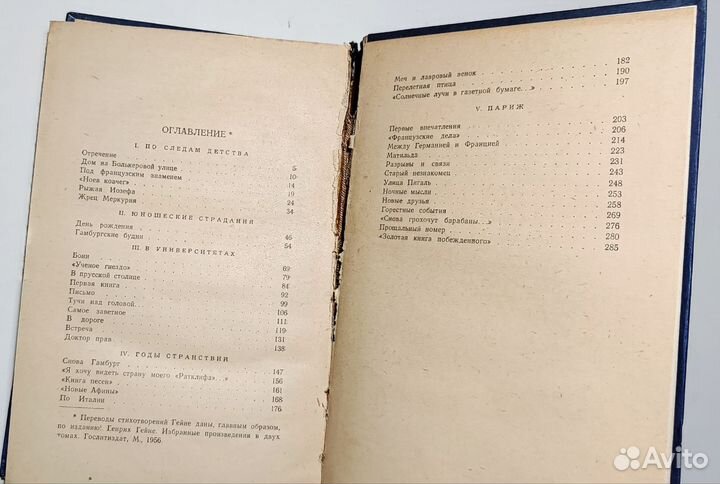 ОГЛАВЛЕНИЕ *
I. ПО СЛЕДАМ ДЕТСТВА
Отречение 5
Дом на Болькеровой улице 10
Под французским знаменем 14
«Ноев ковчег» 19
Рыжая Иозефа 24
Жрец Меркурия 34
II. ЮНОШЕСКИЕ СТРАДАНИЯ
День рождения 46
Гамбургские будни 54
III. В УНИВЕРСИТЕТАХ
Бонн 69
«Ученое гнездо» 79
В прусской столице 84
Первая книга 92
Письмо 99
Тучи над головой 106
Самое заветное 111
В дороге 119
Встреча 131
Доктор прав 138
IV. ГОДЫ СТРАНСТВИЙ
Снова Гамбург 147
«Я хочу видеть страну моего «Ратклифа»...» 156
«Книга песен» 161
«Новые Афины» 168
По Италии 176
* Переводы стихотворений Гейне даны, главным образом,
по изданию: Генрих Гейне. Избранные произведения в двух
томах. Гослитиздат, М., 1956.
Меч и лавровый венок 182
Перелетная птица 190
«Солнечные лучи в газетной бумаге...» 197
V. ПАРИЖ
Первые впечатления 203
«Французские дела» 206
Между Германией и Францией 214
Матильда 223
Разрывы и связи 231
Старый незнакомец 243
Улица Пигаль 248
Ночные мысли 253
Новые друзья 258
Горестные события 269
«Снова грохочут барабаны...» 276
Прощальный номер 280
«Золотая книга побежденного» 285
Avito